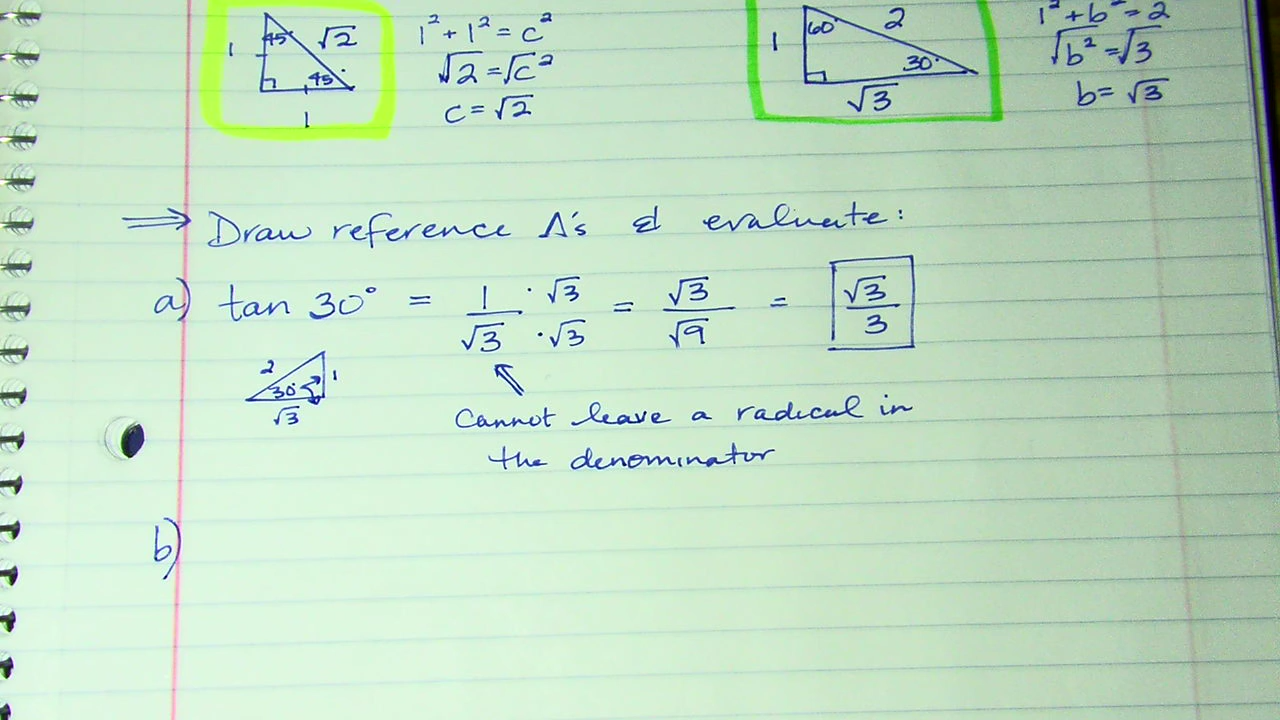 1 45° √2 45° 1
1² + 1² = c²
√2 = √c²
c = √2
1 60° 2 30° √3
1² + b² = 2
√b² = √3
b = √3
⟹ Draw reference Δ's & evaluate:
a) tan 30° = 1/√3 · √3/· √3 = √3/√9 = √3/3
2 30° 1 √3
Cannot leave a radical in
the denominator
b)